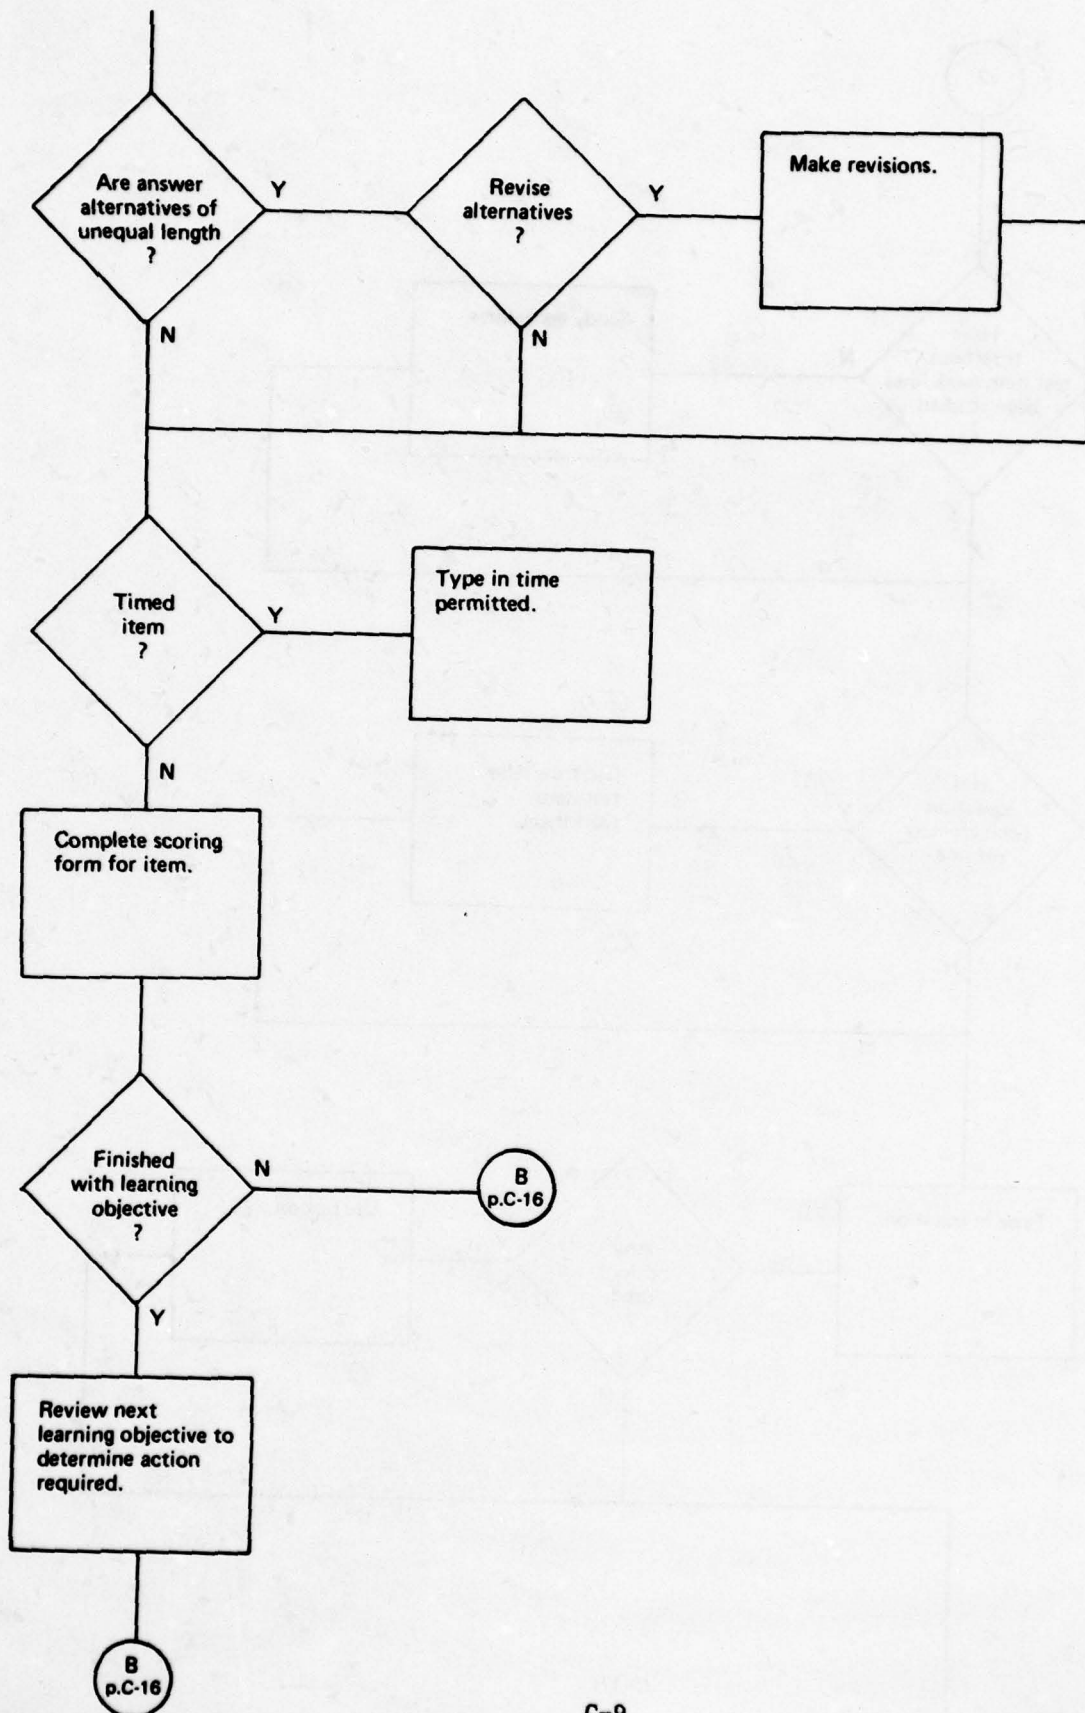 Are answer
alternatives of
unequal length
?
Y
N
Revise
alternatives
?
Y
N
Make revisions.
Timed
item
?
Y
N
Type in time
permitted.
Complete scoring
form for item.
Finished
with learning
objective
?
N
Y
B
p.C-16
Review next
learning objective to
determine action
required.
B
p.C-16